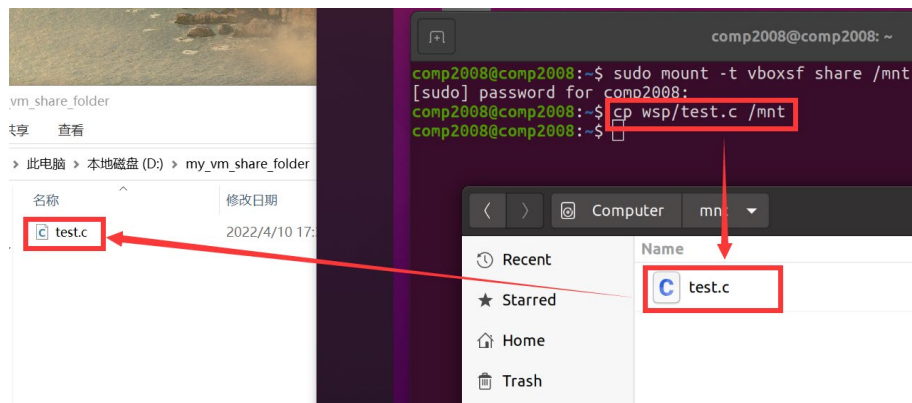 vm_share_folder
共享 查看
> 此电脑 > 本地磁盘 (D:) > my_vm_share_folder
名称 修改日期
test.c 2022/4/10 17:
comp2008@comp2008: ~
comp2008@comp2008:~$ sudo mount -t vboxsf share /mnt
[sudo] password for comp2008:
comp2008@comp2008:~$ cp wsp/test.c /mnt
comp2008@comp2008:~$
Computer mnt
Name
Recent
test.c
Starred
Home
Trash